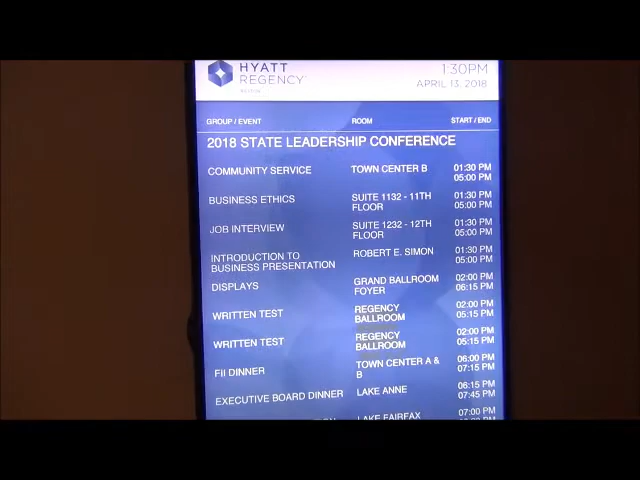 HYATT
REGENCY
1:30PM
APRIL 13, 2018
GROUP / EVENT ROOM START / END
2018 STATE LEADERSHIP CONFERENCE
COMMUNITY SERVICE TOWN CENTER B 01:30 PM
05:00 PM
BUSINESS ETHICS SUITE 1132 - 11TH 01:30 PM
FLOOR 05:00 PM
JOB INTERVIEW SUITE 1232 - 12TH 01:30 PM
FLOOR 05:00 PM
INTRODUCTION TO ROBERT E. SIMON 01:30 PM
BUSINESS PRESENTATION 05:00 PM
DISPLAYS GRAND BALLROOM 02:00 PM
FOYER 06:15 PM
WRITTEN TEST REGENCY 02:00 PM
BALLROOM 05:15 PM
WRITTEN TEST REGENCY 02:00 PM
BALLROOM 05:15 PM
FII DINNER TOWN CENTER A & 06:00 PM
B 07:15 PM
EXECUTIVE BOARD DINNER LAKE ANNE 06:15 PM
07:45 PM
LAKE FAIRFAX 07:00 PM